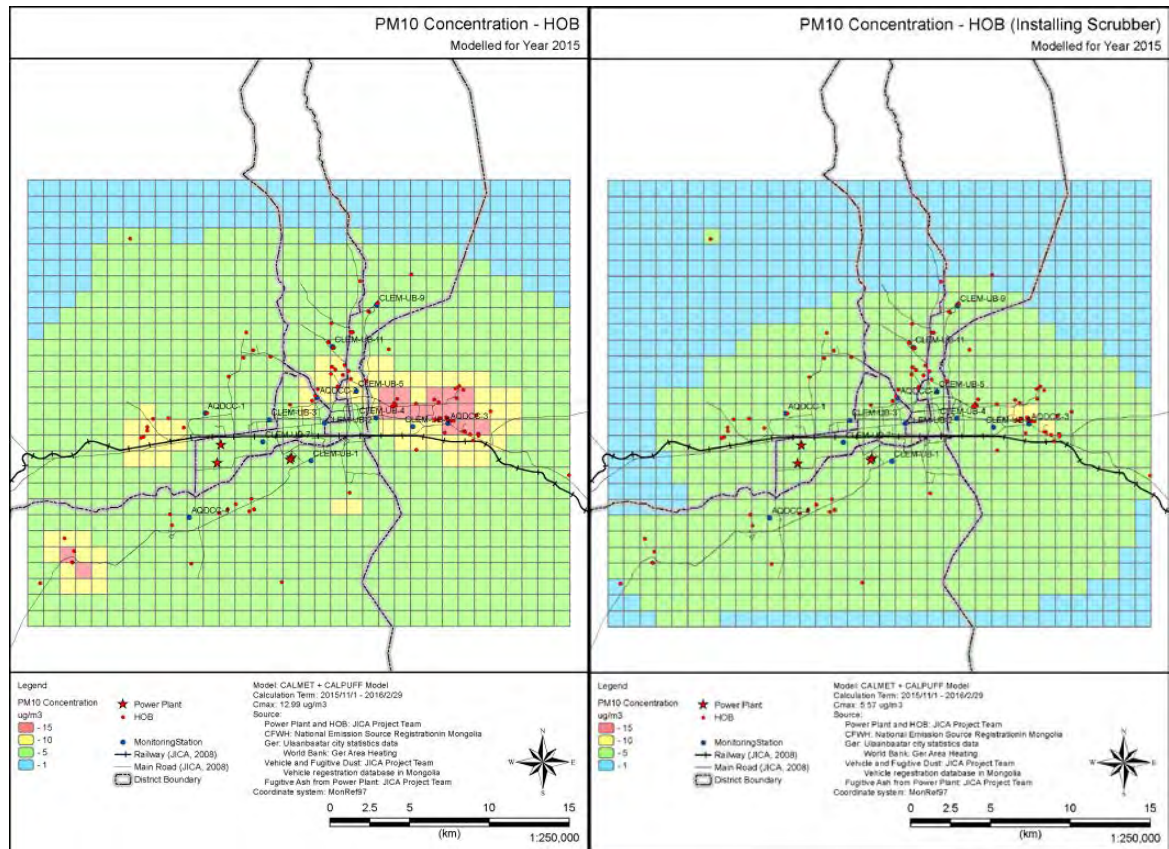 PM10 Concentration - HOB
Modelled for Year 2015
CLEM-UB-9
CLEM-UB-11
CLEM-UB-5
AQDCC-
AQDCC-1
CLEM-UB-3
CLEM-UB-4
AQDCC-3
CLEM-UB-1
AQDCC-
Legend
PM10 Concentration
ug/m3
- 15
- 10
- 5
- 1
Power Plant
HOB
MonitoringStation
Railway (JICA, 2008)
Main Road (JICA, 2008)
District Boundary
Model: CALMET + CALPUFF Model
Calculation Term: 2015/11/1 - 2016/2/29
Cmax: 12.99 ug/m3
Source:
Power Plant and HOB: JICA Project Team
CFWH: National Emission Source Registrationin Mongolia
Ger: Ulaanbaatar city statistics data
World Bank: Ger Area Heating
Vehicle and Fugitive Dust: JICA Project Team
Vehicle regestration database in Mongolia
Fugitive Ash from Power Plant: JICA Project Team
Coordinate system: MonRef97
N
W E
S
0 2.5 5 10 15
(km)
1:250,000
PM10 Concentration - HOB (Installing Scrubber)
Modelled for Year 2015
CLEM-UB-9
CLEM-UB-11
CLEM-UB-5
AQDCC-
AQDCC-1
CLEM-UB-3
CLEM-UB-4
AQDCC-3
CLEM-UB-1
AQDCC-
Legend
PM10 Concentration
ug/m3
- 15
- 10
- 5
- 1
Power Plant
HOB
MonitoringStation
Railway (JICA, 2008)
Main Road (JICA, 2008)
District Boundary
Model: CALMET + CALPUFF Model
Calculation Term: 2015/11/1 - 2016/2/29
Cmax: 5.57 ug/m3
Source:
Power Plant and HOB: JICA Project Team
CFWH: National Emission Source Registrationin Mongolia
Ger: Ulaanbaatar city statistics data
World Bank: Ger Area Heating
Vehicle and Fugitive Dust: JICA Project Team
Vehicle regestration database in Mongolia
Fugitive Ash from Power Plant: JICA Project Team
Coordinate system: MonRef97
N
W E
S
0 2.5 5 10 15
(km)
1:250,000